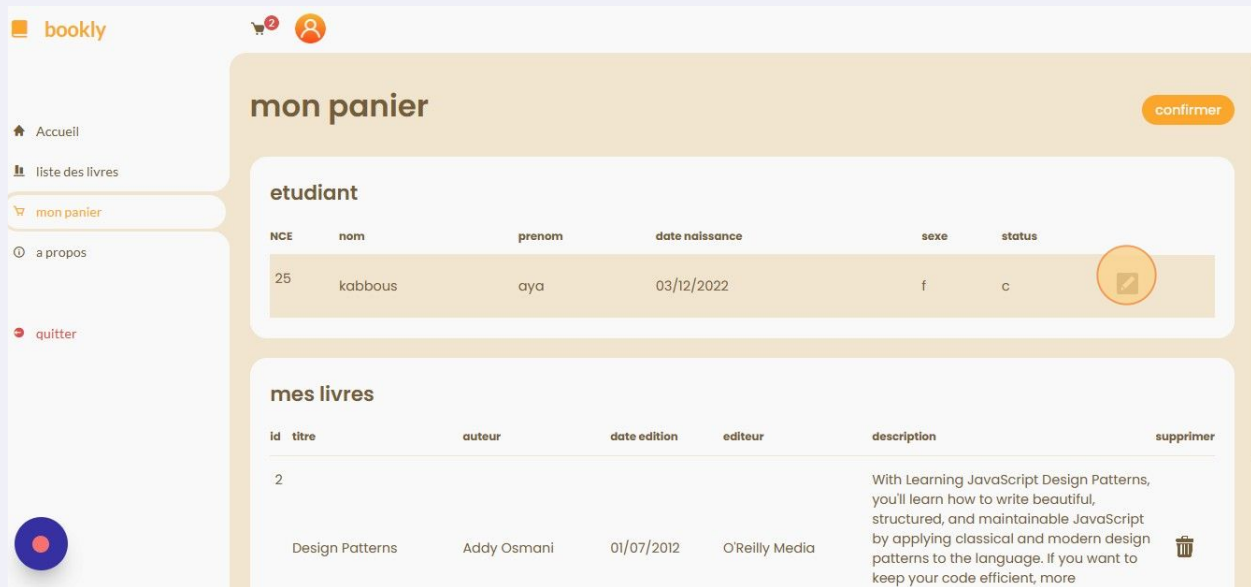 bookly
2
mon panier
confirmer
Accueil
liste des livres
mon panier
a propos
quitter
etudiant
NCE nom prenom date naissance sexe status
25 kabbous aya 03/12/2022 f c
mes livres
id titre auteur date edition editeur description supprimer
2 Design Patterns Addy Osmani 01/07/2012 O'Reilly Media
With Learning JavaScript Design Patterns,
you'll learn how to write beautiful,
structured, and maintainable JavaScript
by applying classical and modern design
patterns to the language. If you want to
keep your code efficient, more